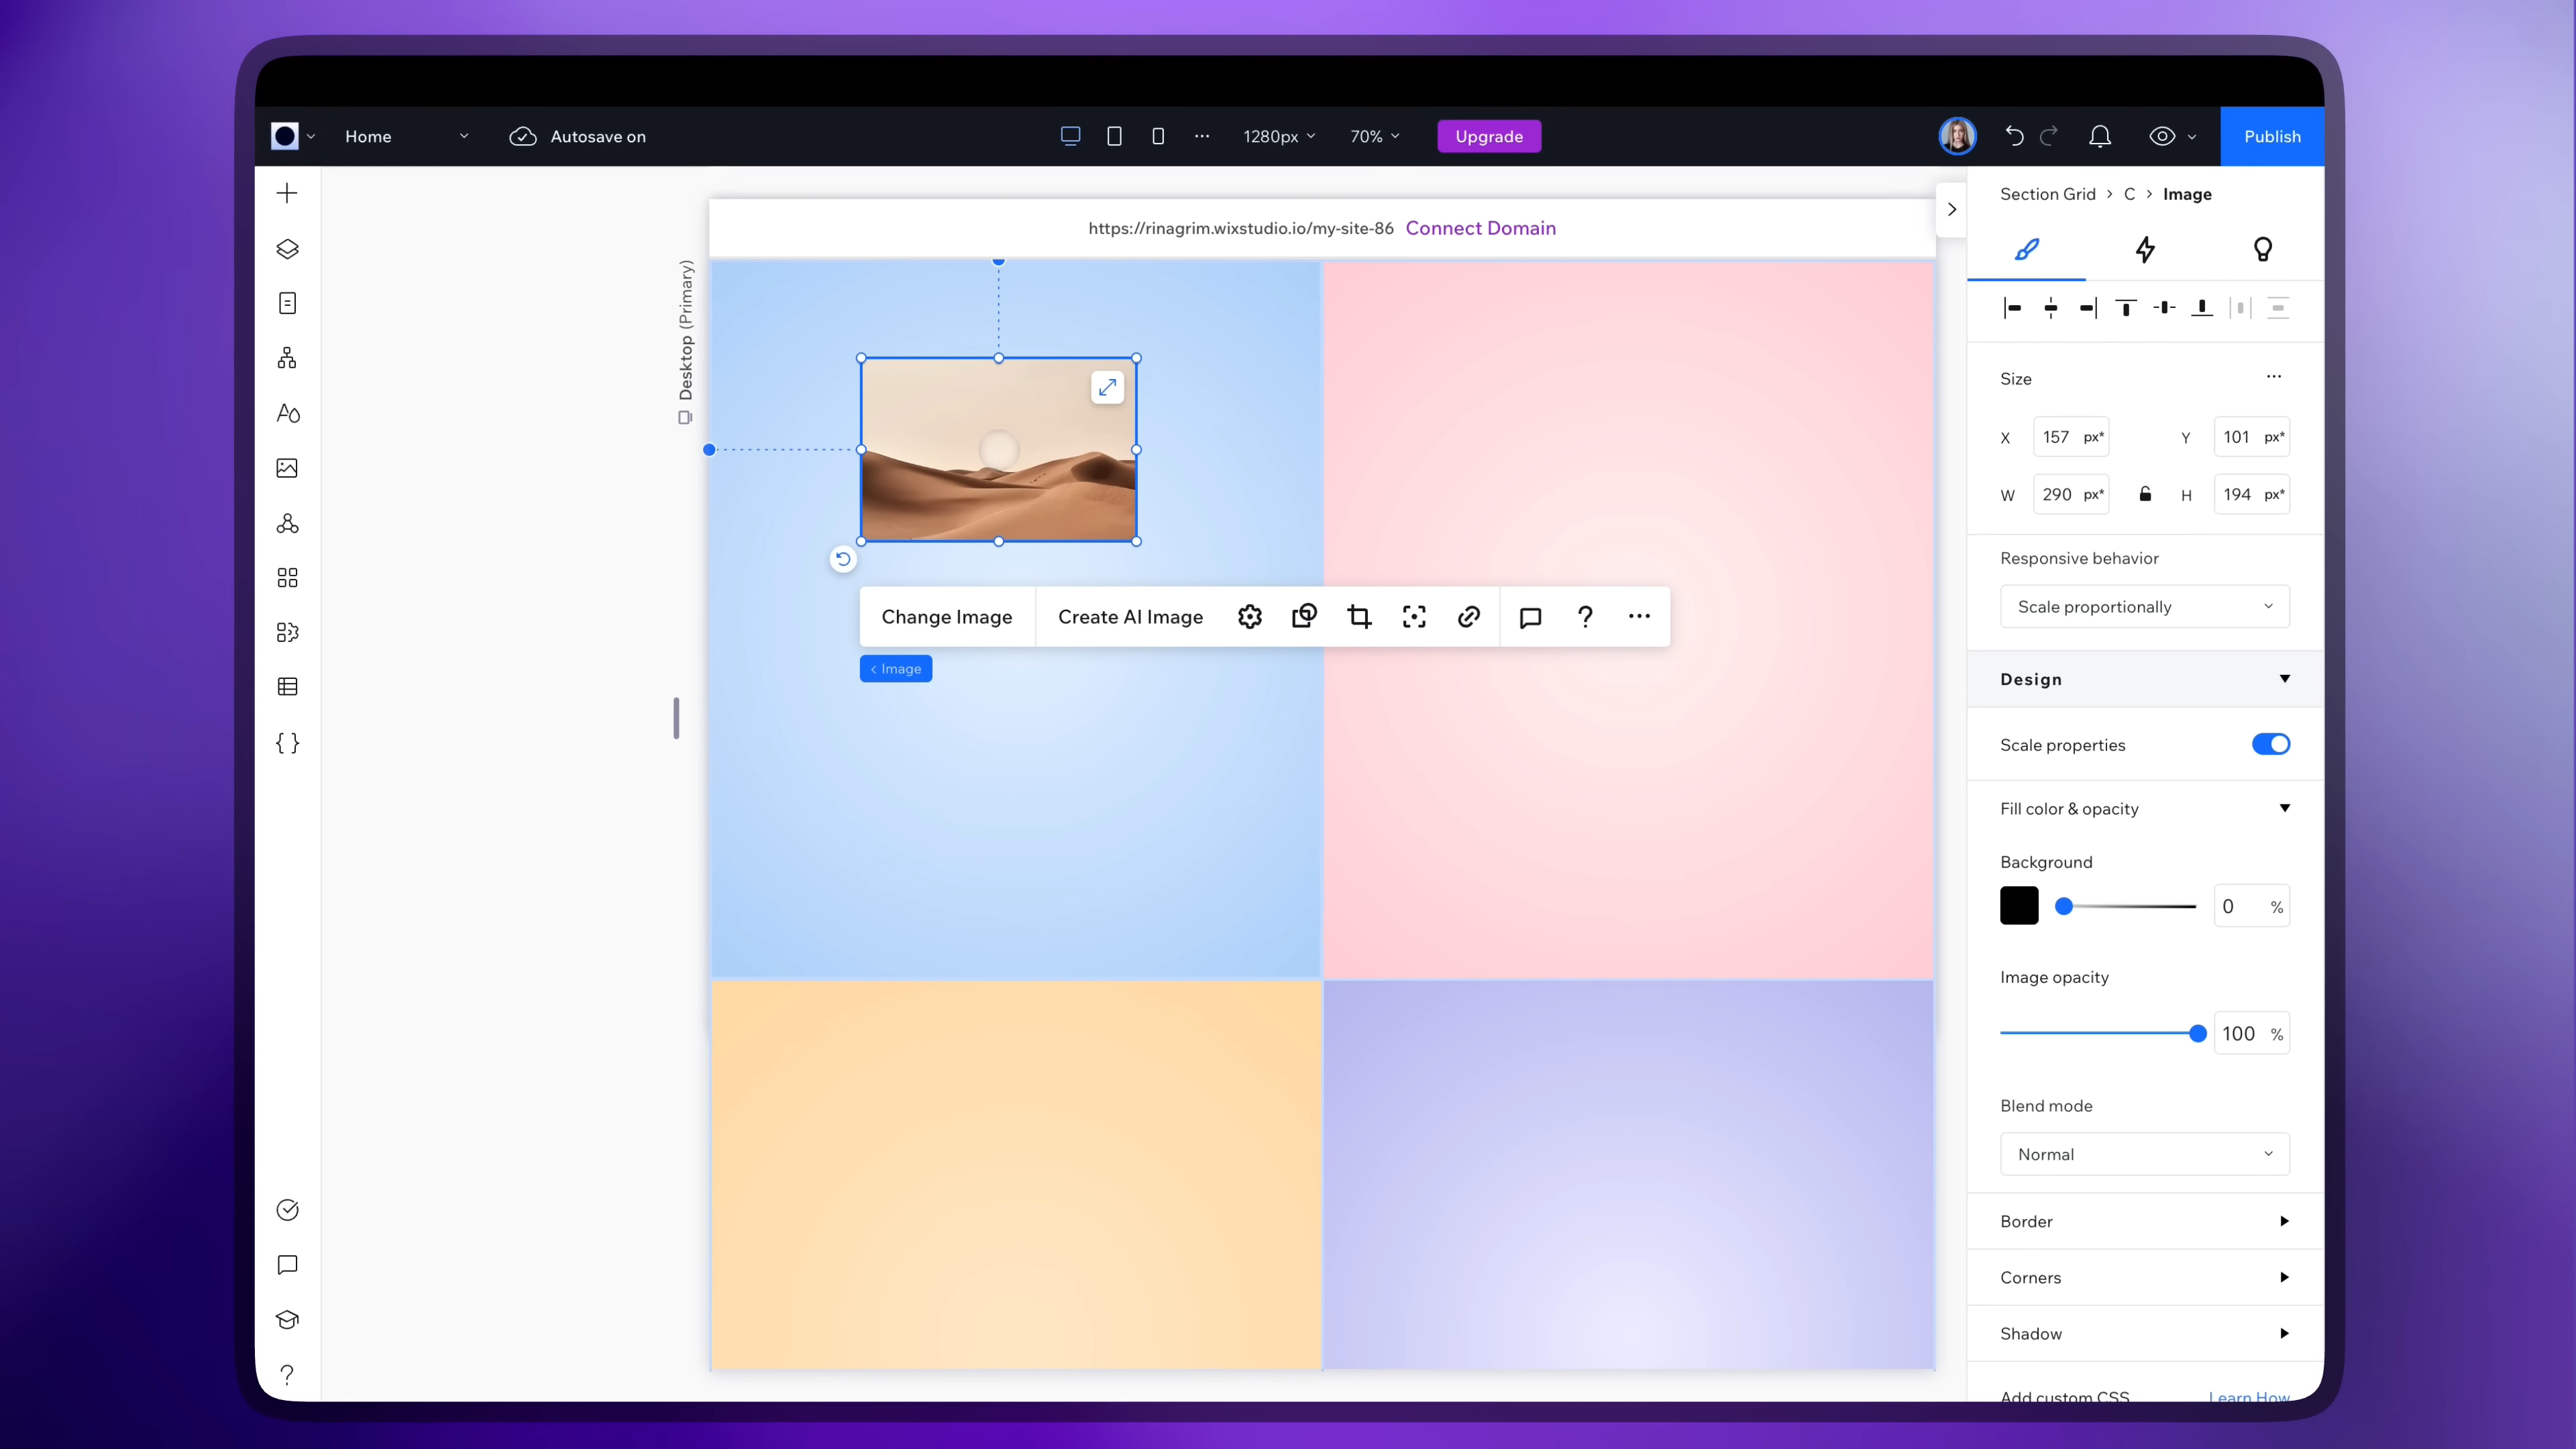 Home
Autosave on
1280px
70%
Upgrade
Publish
https://rinagrim.wixstudio.io/my-site-86 Connect Domain
Desktop (Primary)
Change Image
Create AI Image
< Image
Section Grid > C > Image
Size
X 157 px*
Y 101 px*
W 290 px*
H 194 px*
Responsive behavior
Scale proportionally
Design
Scale properties
Fill color & opacity
Background
0 %
Image opacity
100 %
Blend mode
Normal
Border
Corners
Shadow
Add custom CSS
Learn How